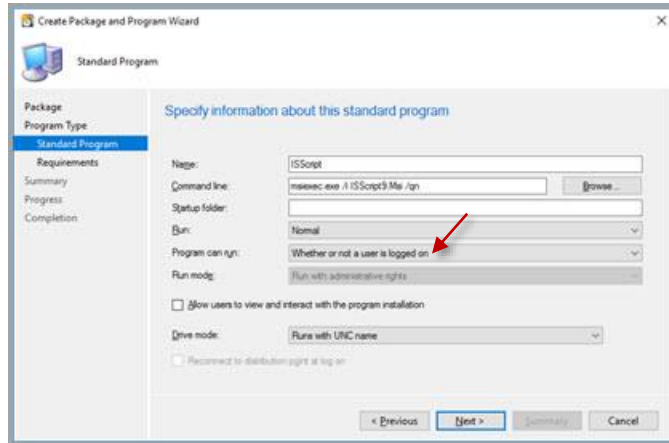 Create Package and Program Wizard
Standard Program
Package
Program Type
Standard Program
Requirements
Summary
Progress
Completion
Specify information about this standard program
Name: ISScript
Command line: msiexec.exe /I ISScript9.Msi /qn Browse...
Startup folder:
Run: Normal
Program can run: Whether or not a user is logged on
Run mode: Run with administrative rights
Allow users to view and interact with the program installation
Drive mode: Runs with UNC name
Reconnect to distribution point at log on
< Previous Next > Summary Cancel